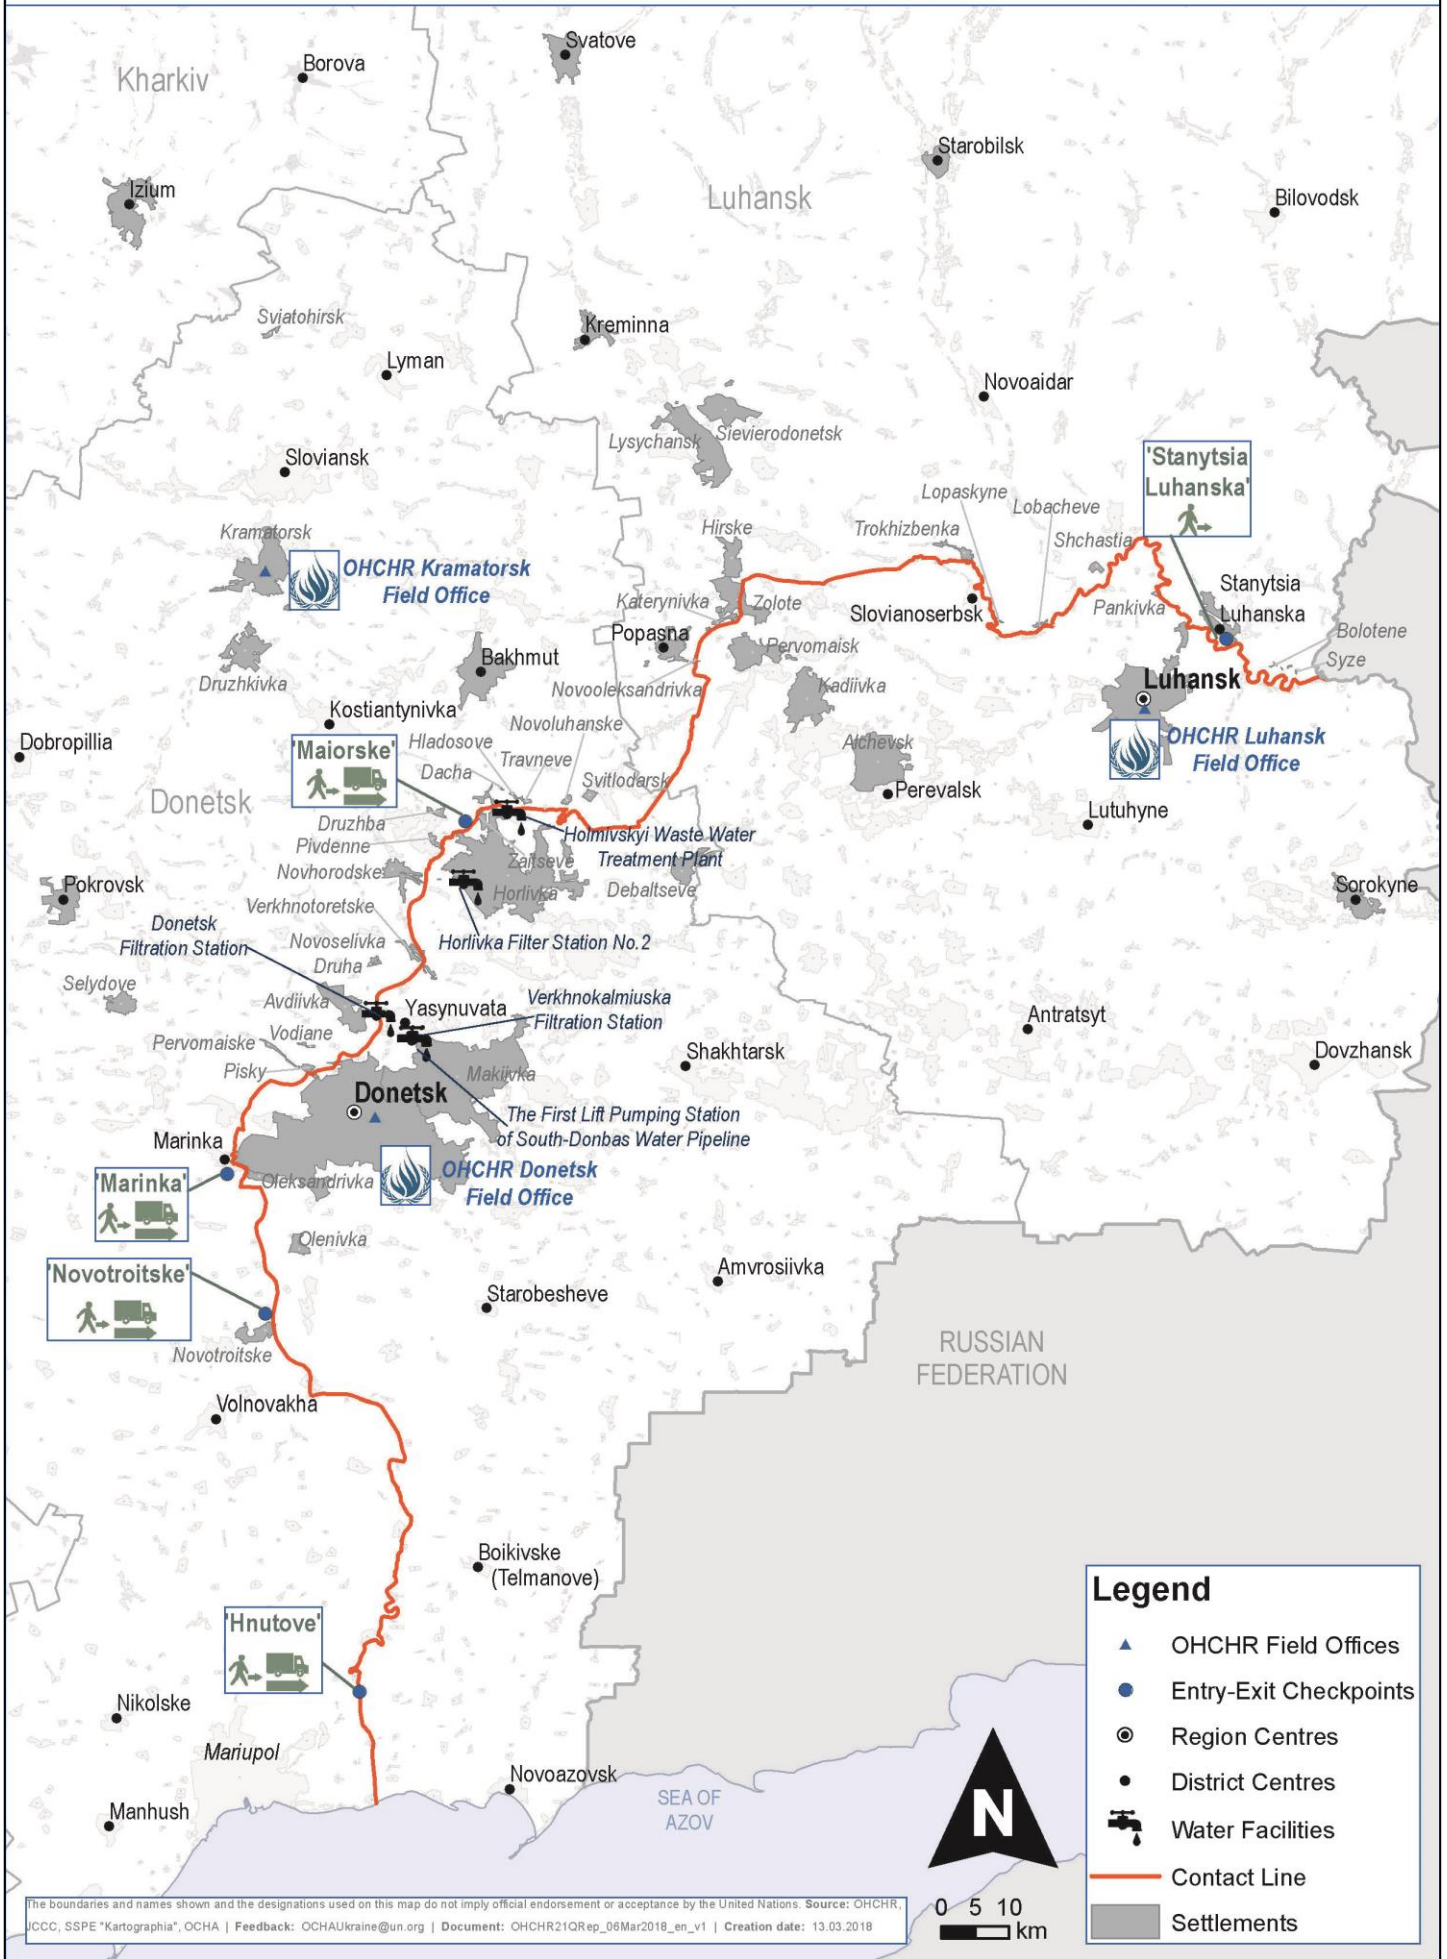 Svatove
Borova
Kharkiv
Starobilsk
Izium
Luhansk
Bilovodsk
Sviatohirsk
Kreminna
Lyman
Novoaidar
Lysychansk
Sievierodonetsk
Sloviansk
'Stanytsia
Luhanska'
Lopaskyne
Lobacheve
Kramatorsk
Hirske
Trokhizbenka
Shchastia
OHCHR Kramatorsk
Field Office
Stanytsia
Luhanska
Katerynivka
Zolote
Slovianoserbsk
Pankivka
Popasna
Bolotene
Pervomaisk
Syze
Bakhmut
Druzhkivka
Novooleksandrivka
Kadiivka
Luhansk
Kostiantynivka
Novoluhanske
OHCHR Luhansk
Field Office
Dobropillia
'Maiorske'
Hladosove
Alchevsk
Travneve
Dacha
Svitlodarsk
Perevalsk
Donetsk
Lutuhyne
Druzhba
Holmivskyi Waste Water
Treatment Plant
Pivdenne
Zaitseve
Novhorodske
Pokrovsk
Horlivka
Debaltseve
Sorokyne
Verkhnotoretske
Donetsk
Filtration Station
Novoselivka
Druha
Horlivka Filter Station No.2
Selydove
Avdiivka
Yasynuvata
Verkhnokalmiuska
Filtration Station
Antratsyt
Vodiane
Pervomaiske
Shakhtarsk
Dovzhansk
Pisky
Makiivka
Donetsk
The First Lift Pumping Station
of South-Donbas Water Pipeline
Marinka
OHCHR Donetsk
Field Office
'Marinka'
Oleksandrivka
Olenivka
'Novotroitske'
Amvrosiivka
Starobesheve
RUSSIAN
FEDERATION
Novotroitske
Volnovakha
Boikivske
(Telmanove)
'Hnutove'
Nikolske
Mariupol
Novoazovsk
Manhush
SEA OF
AZOV
Legend
OHCHR Field Offices
Entry-Exit Checkpoints
Region Centres
District Centres
Water Facilities
Contact Line
Settlements
N
0 5 10
km
The boundaries and names shown and the designations used on this map do not imply official endorsement or acceptance by the United Nations. Source: OHCHR,
JCCC, SSPE "Kartographia", OCHA | Feedback: OCHAUkraine@un.org | Document: OHCHR21QRep_06Mar2018_en_v1 | Creation date: 13.03.2018